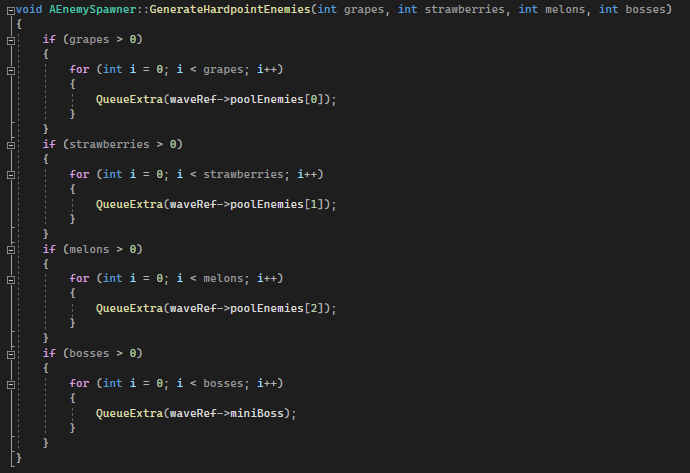 void AEnemySpawner::GenerateHardpointEnemies(int grapes, int strawberries, int melons, int bosses)
{
    if (grapes > 0)
    {
        for (int i = 0; i < grapes; i++)
        {
            QueueExtra(waveRef->poolEnemies[0]);
        }
    }
    if (strawberries > 0)
    {
        for (int i = 0; i < strawberries; i++)
        {
            QueueExtra(waveRef->poolEnemies[1]);
        }
    }
    if (melons > 0)
    {
        for (int i = 0; i < melons; i++)
        {
            QueueExtra(waveRef->poolEnemies[2]);
        }
    }
    if (bosses > 0)
    {
        for (int i = 0; i < bosses; i++)
        {
            QueueExtra(waveRef->miniBoss);
        }
    }
}